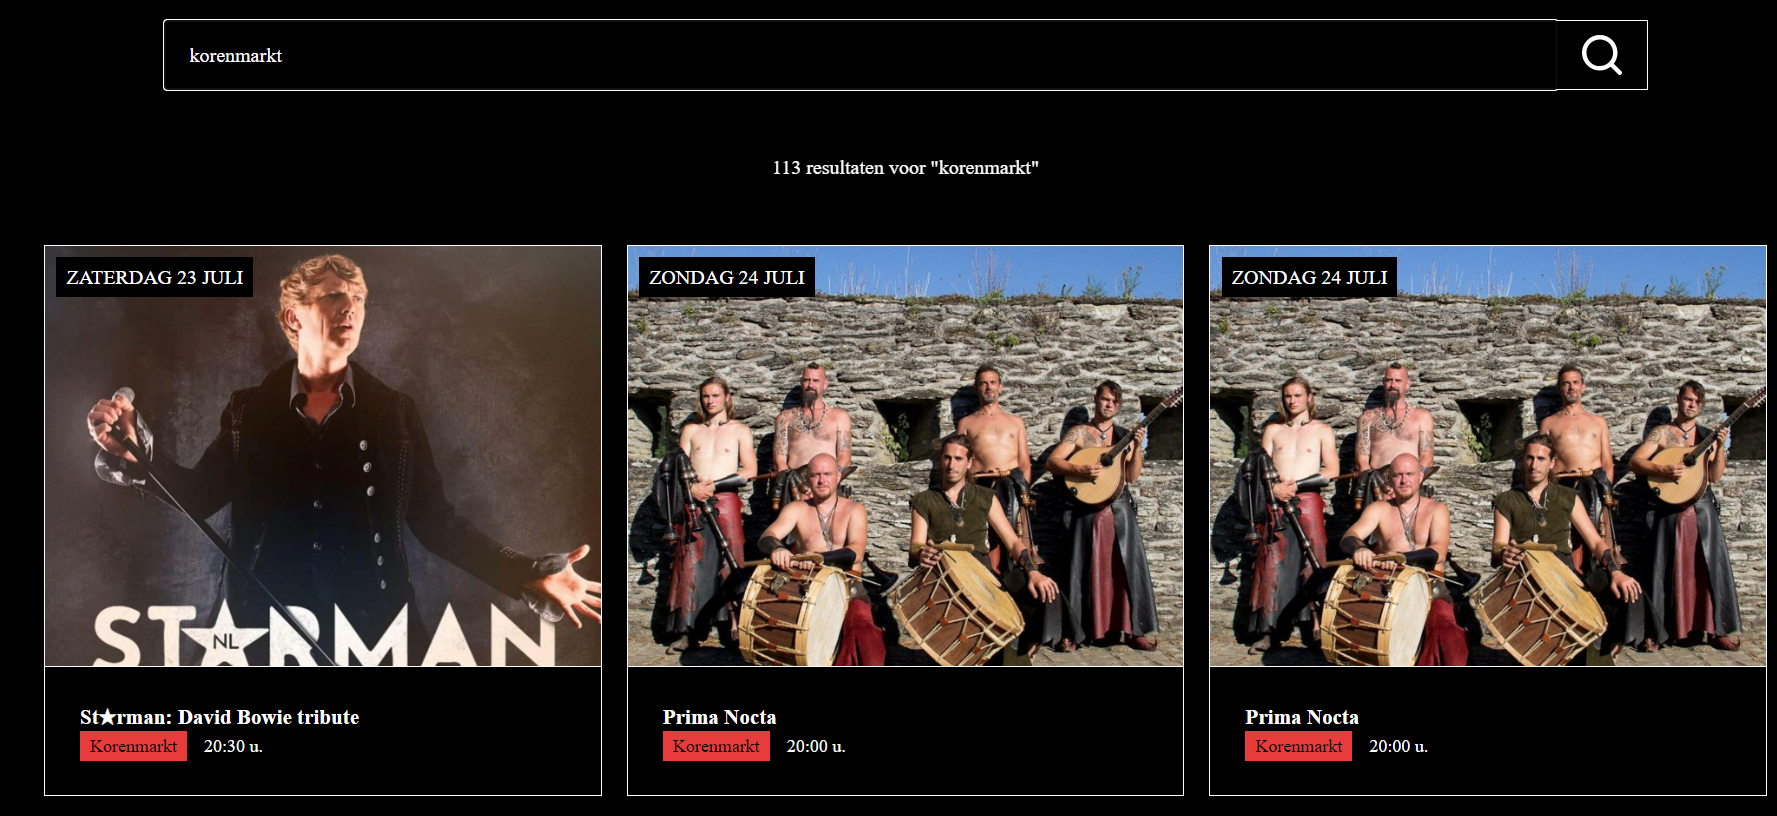 korenmarkt
113 resultaten voor "korenmarkt"
ZATERDAG 23 JULI
ST★RMAN
NL
St★rman: David Bowie tribute
Korenmarkt 20:30 u.
ZONDAG 24 JULI
Prima Nocta
Korenmarkt 20:00 u.
ZONDAG 24 JULI
Prima Nocta
Korenmarkt 20:00 u.